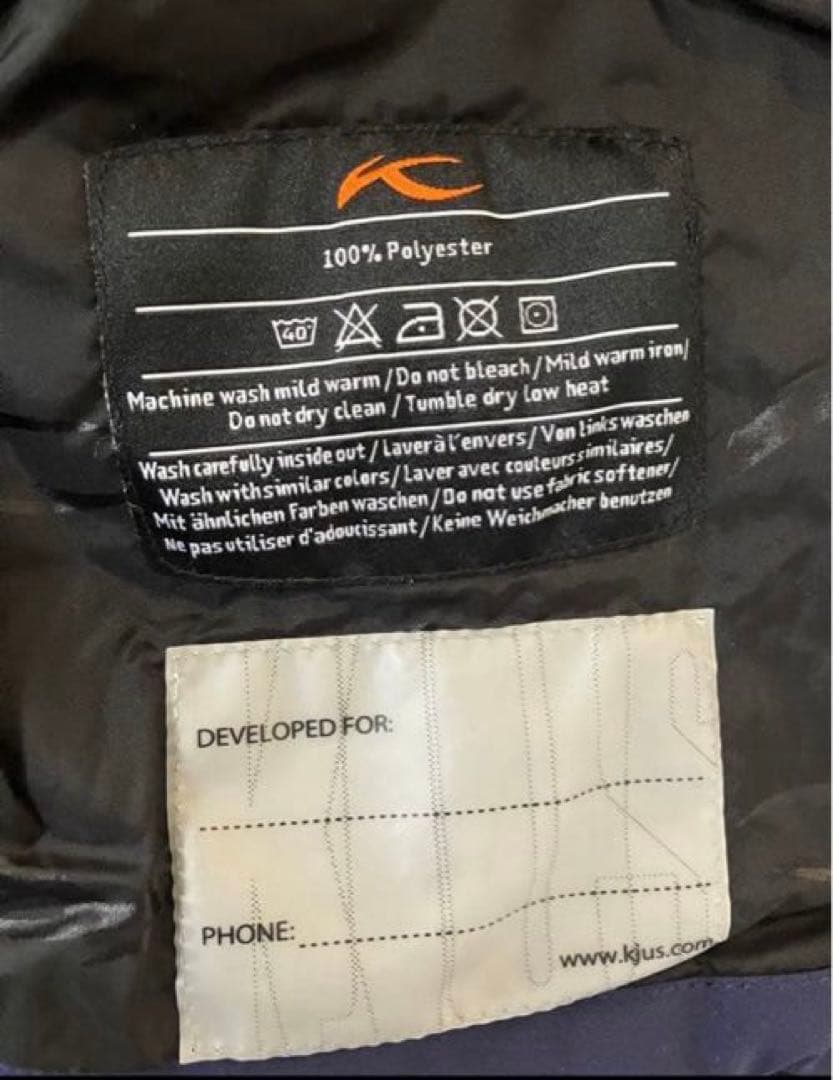 100% Polyester
40°
Machine wash mild warm/Do not bleach/Mild warm iron/
Do not dry clean/Tumble dry low heat
Wash carefully inside out/Laver à l'envers/Von links waschen
Wash with similar colors/Laver avec couleurs similaires/
Mit ähnlichen Farben waschen/Do not use fabric softener/
Ne pas utiliser d'adoucissant/Keine Weichmacher benutzen
DEVELOPED FOR:
PHONE:
www.kjus.com